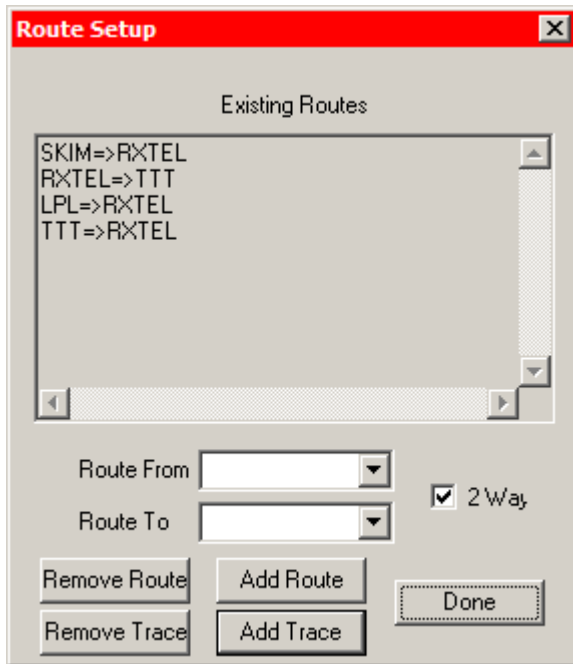 Route Setup
Existing Routes
SKIM=>RXTEL
RXTEL=>TTT
LPL=>RXTEL
TTT=>RXTEL
Route From
2 Way
Route To
Remove Route Add Route
Done
Remove Trace Add Trace